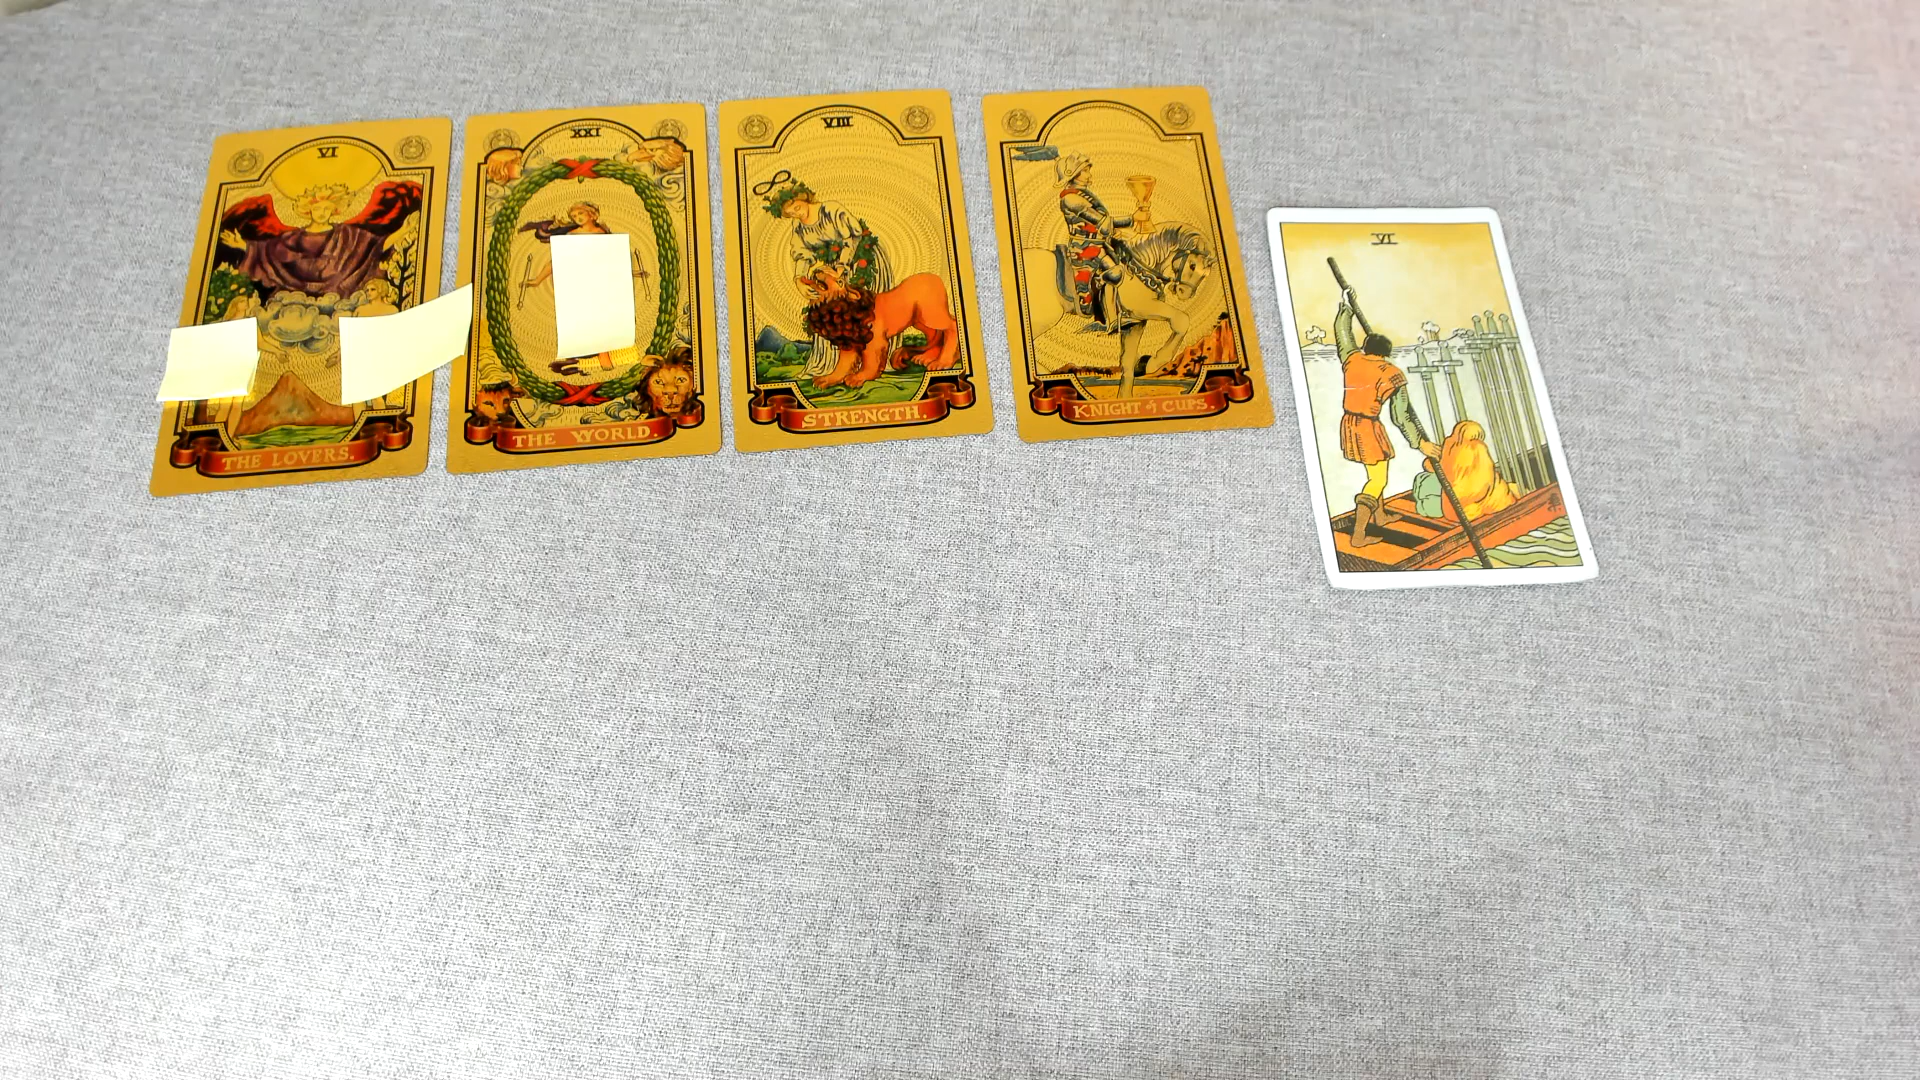 VI
THE LOVERS.
XXI
THE WORLD.
VIII
STRENGTH.
KNIGHT of CUPS.
VI